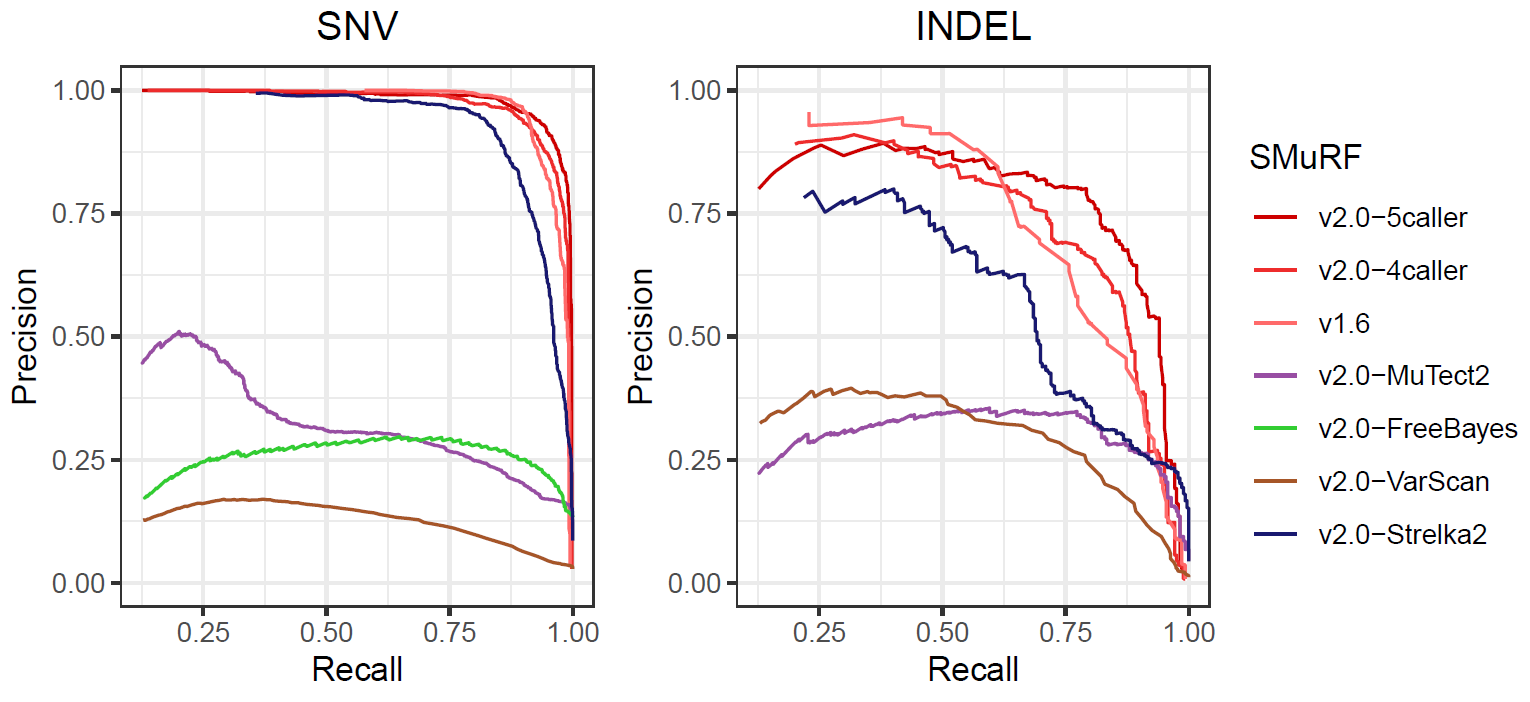 SNV
INDEL
Precision
1.00
0.75
0.50
0.25
0.00
0.25 0.50 0.75 1.00
Recall
Precision
1.00
0.75
0.50
0.25
0.00
0.25 0.50 0.75 1.00
Recall
SMuRF
v2.0−5caller
v2.0−4caller
v1.6
v2.0−MuTect2
v2.0−FreeBayes
v2.0−VarScan
v2.0−Strelka2